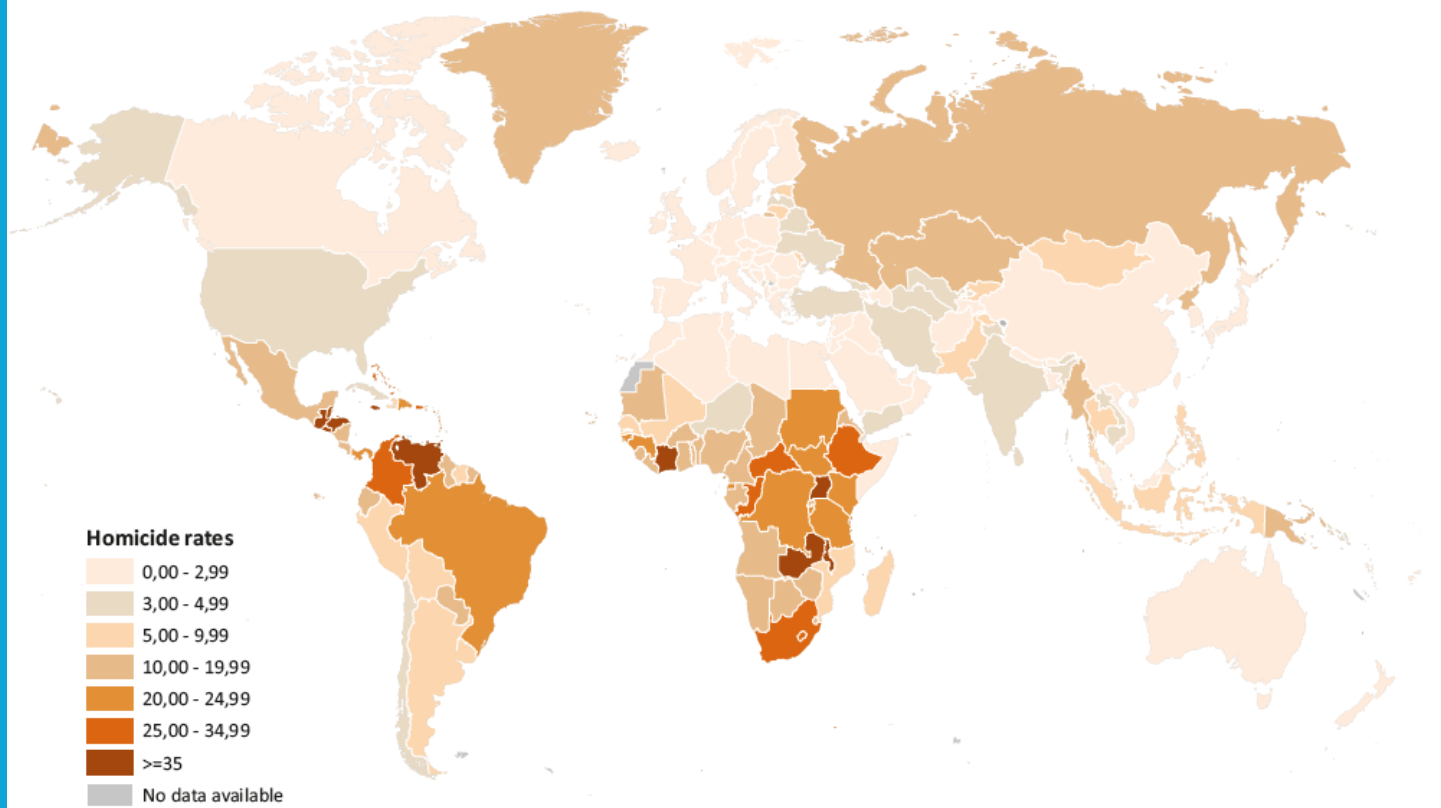 Homicide rates
0,00 - 2,99
3,00 - 4,99
5,00 - 9,99
10,00 - 19,99
20,00 - 24,99
25,00 - 34,99
>=35
No data available